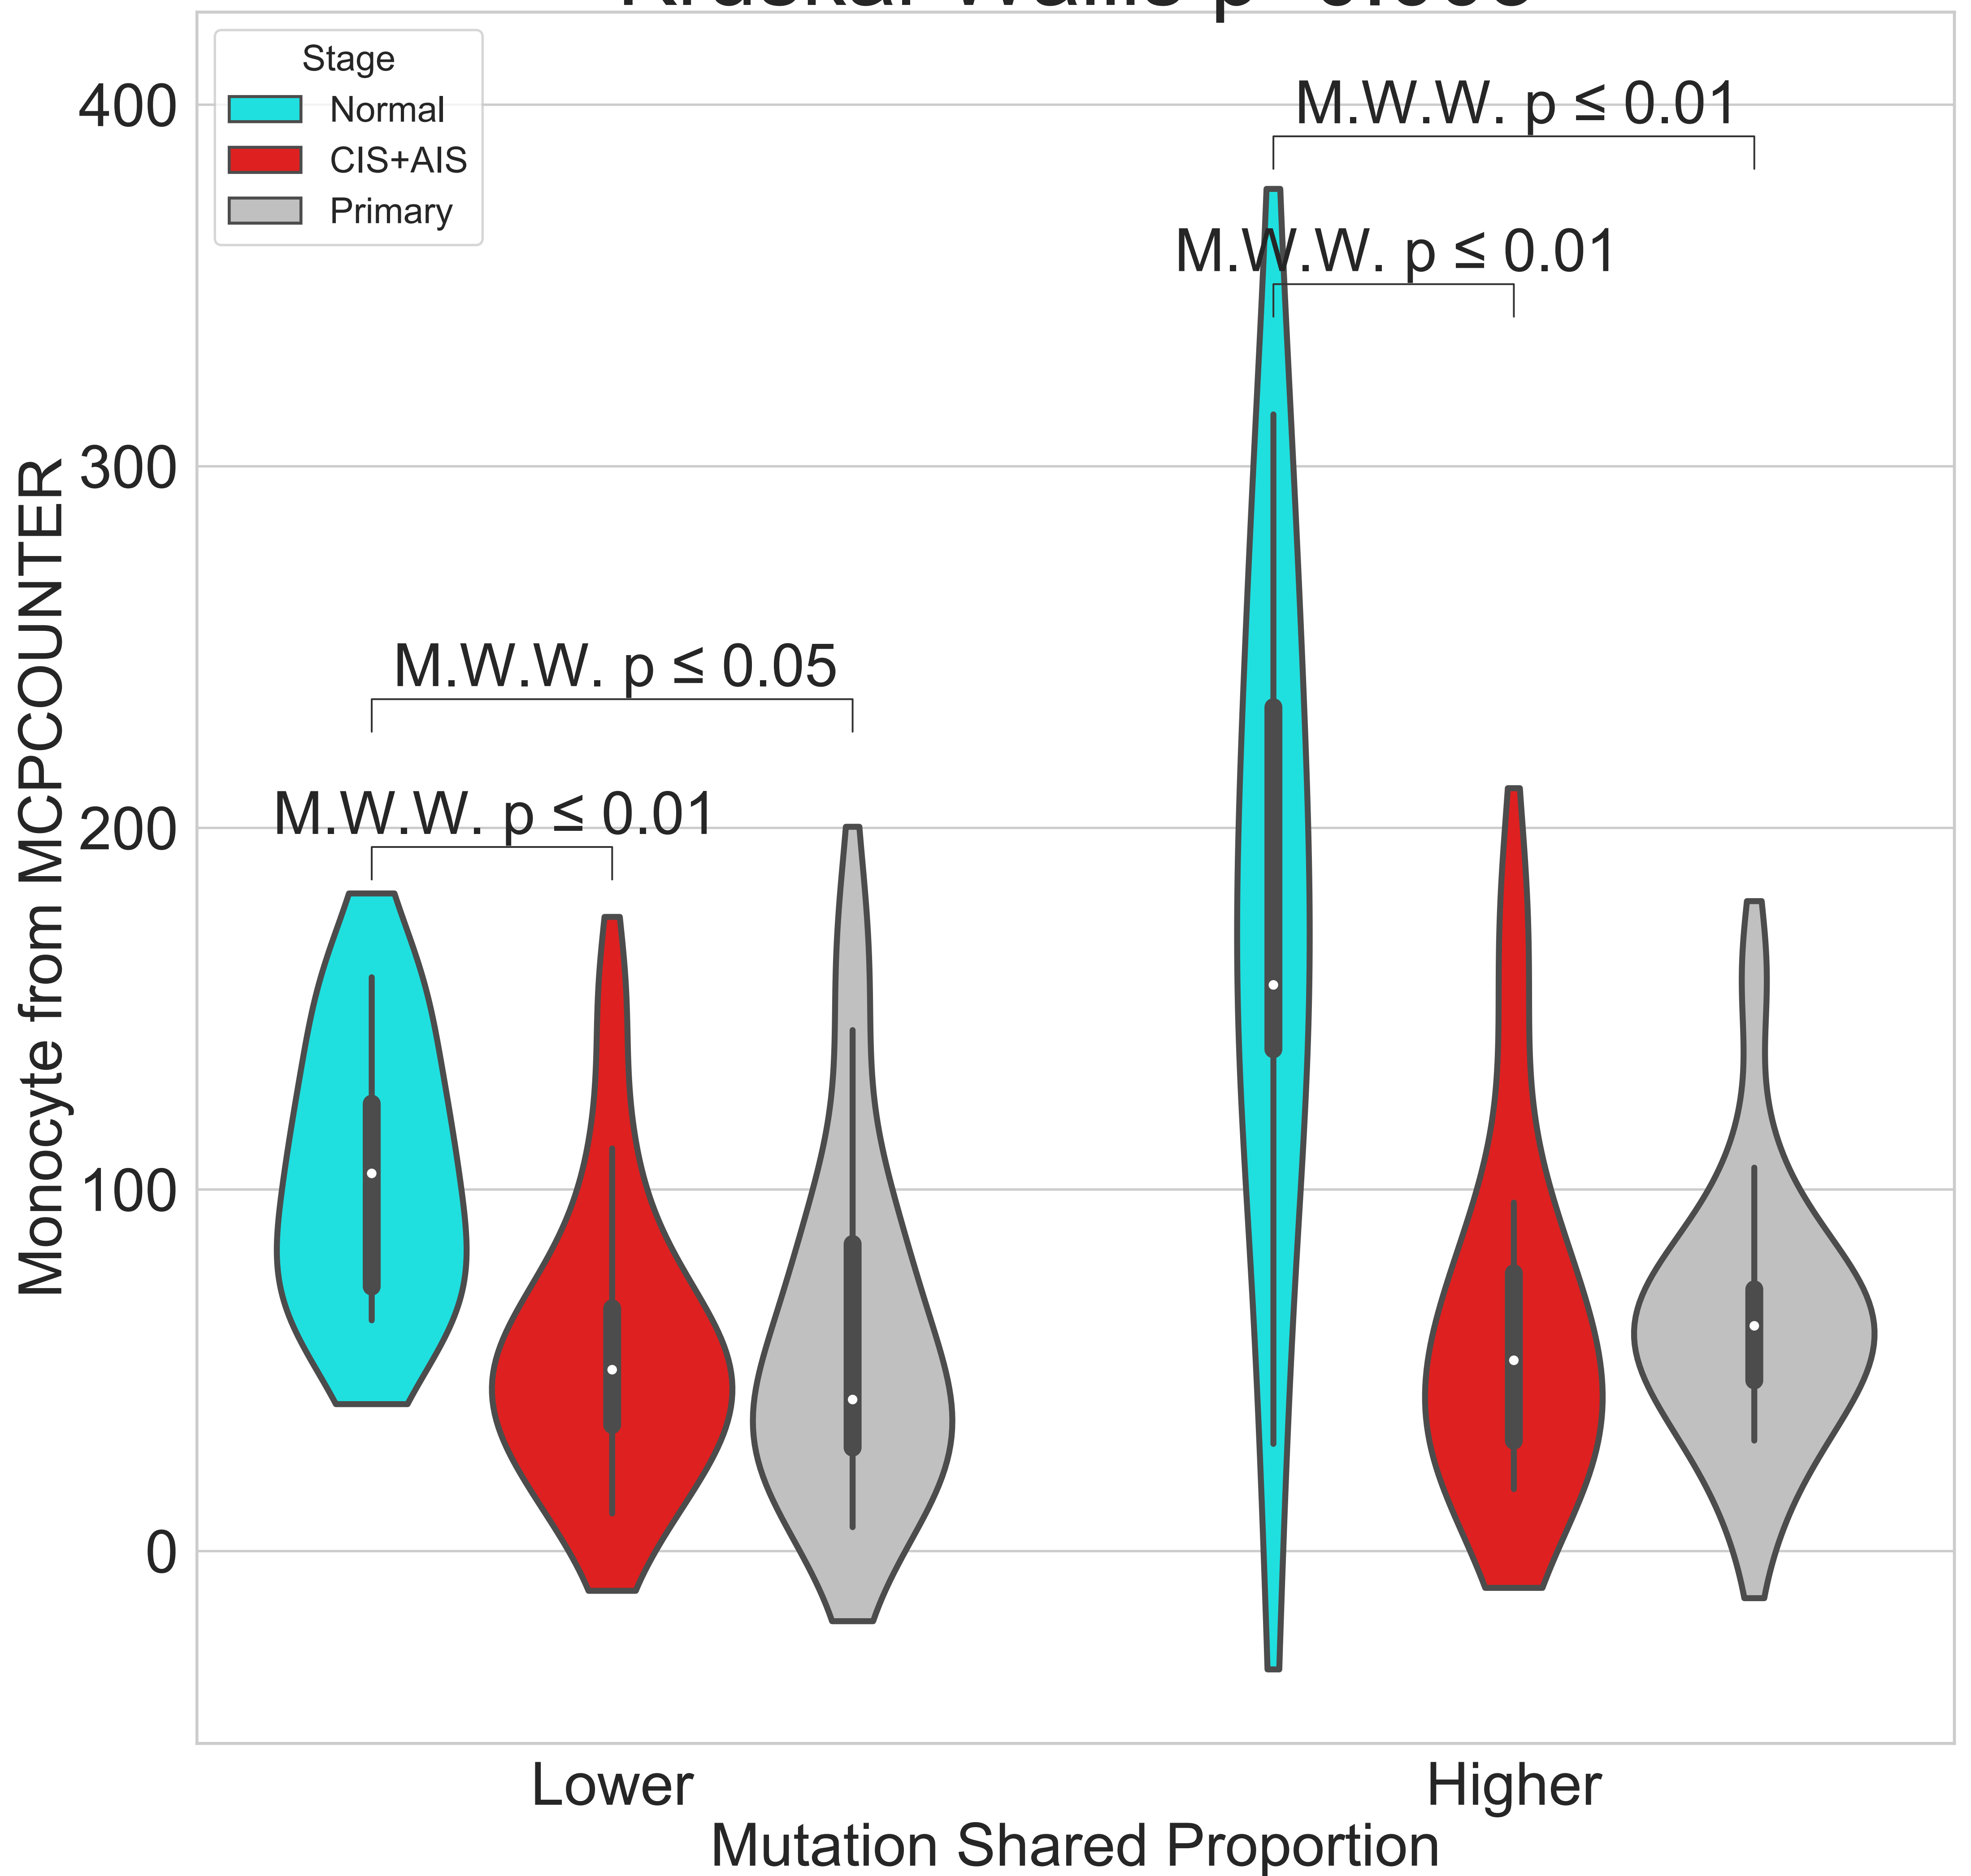 Stage
Normal
CIS+AIS
Primary
M.W.W. p ≤ 0.01
M.W.W. p ≤ 0.01
M.W.W. p ≤ 0.05
M.W.W. p ≤ 0.01
400
300
200
100
0
Monocyte from MCPCOUNTER
Lower
Higher
Mutation Shared Proportion